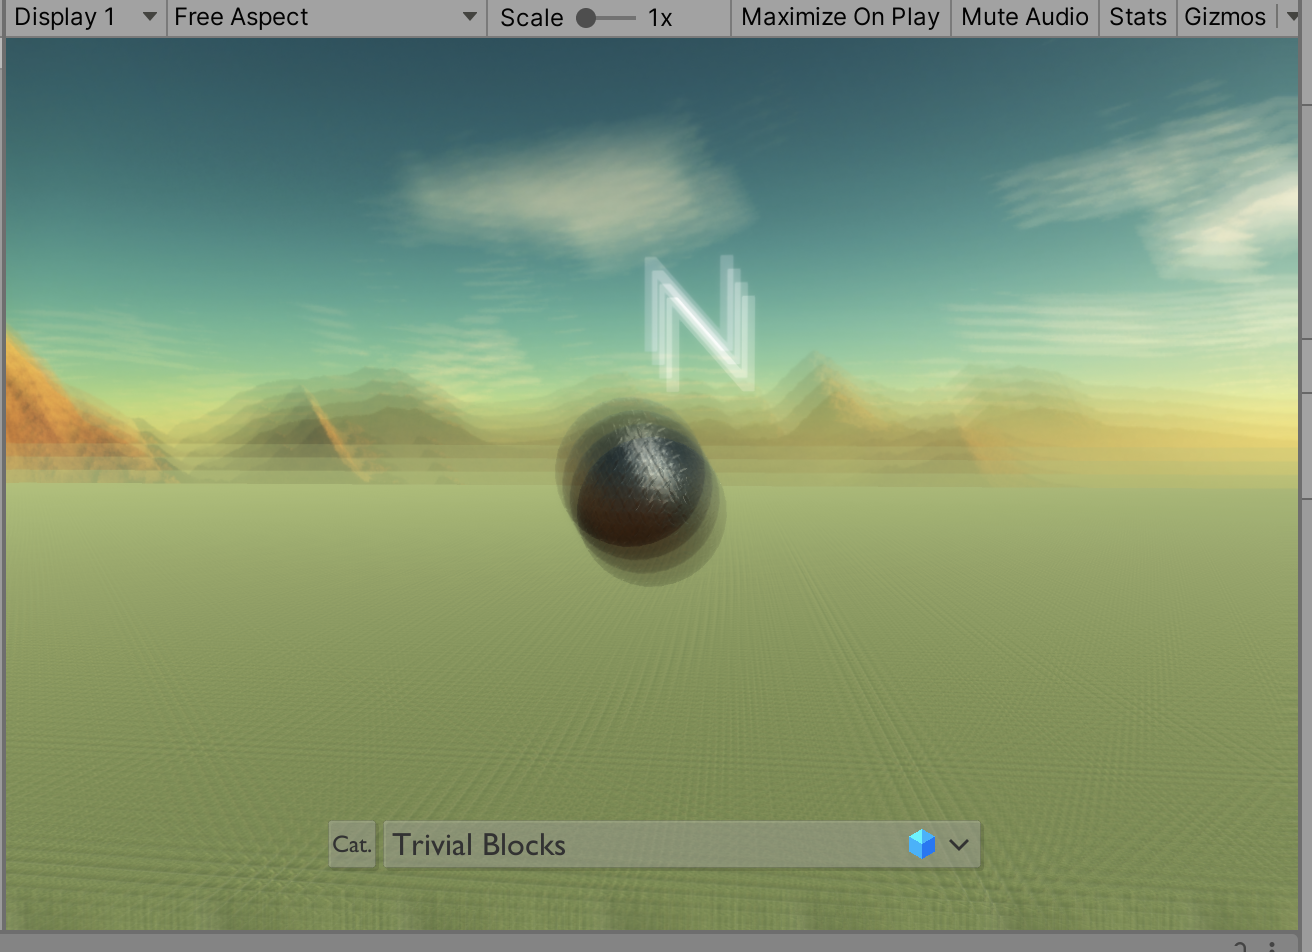 Display 1 Free Aspect Scale 1x Maximize On Play Mute Audio Stats Gizmos
N
Cat. Trivial Blocks